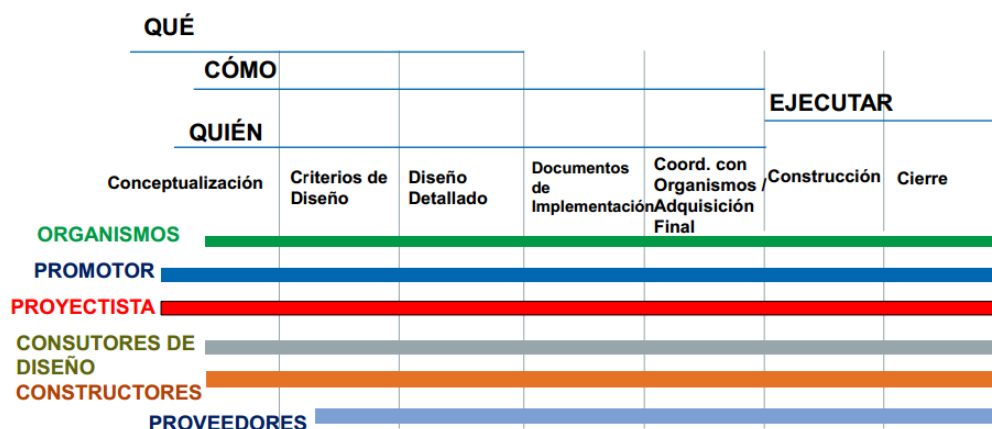 QUÉ
CÓMO
EJECUTAR
QUIÉN
Conceptualización
Criterios de
Diseño
Diseño
Detallado
Documentos
de
Implementación
Coord. con
Organismos /
Adquisición
Final
Construcción
Cierre
ORGANISMOS
PROMOTOR
PROYECTISTA
CONSUTORES DE
DISEÑO
CONSTRUCTORES
PROVEEDORES